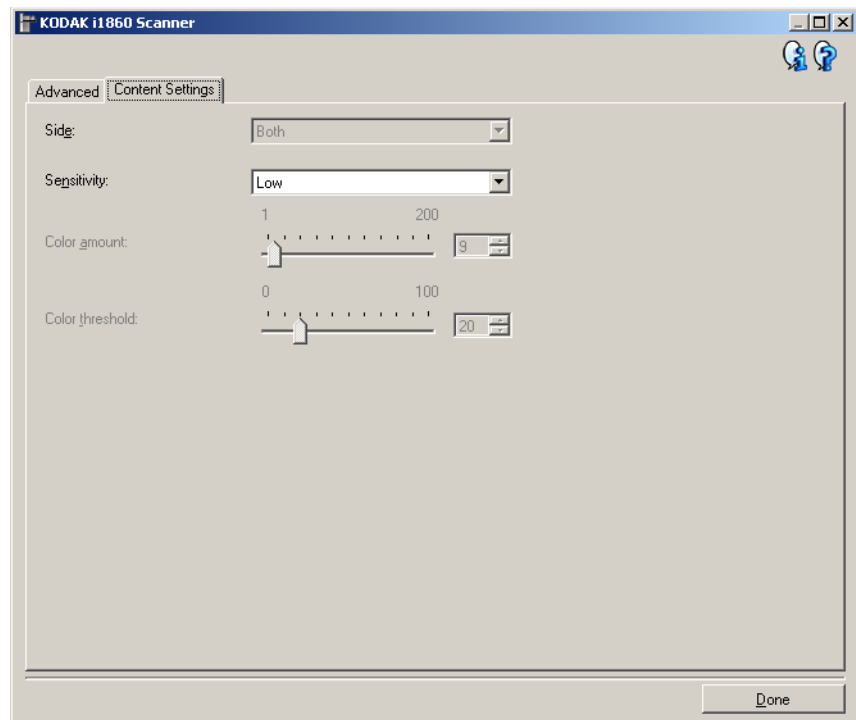 KODAK i1860 Scanner
Advanced Content Settings
Side: Both
Sensitivity: Low
1 200
Color amount: 9
0 100
Color threshold: 20
Done